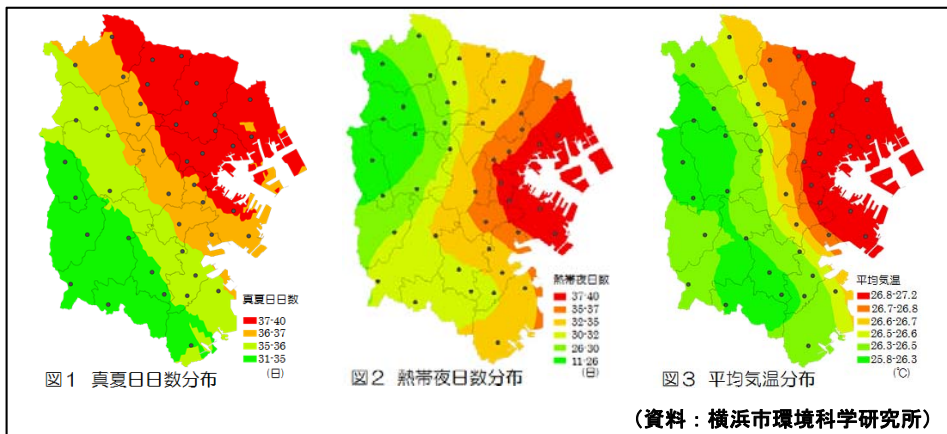 真夏日日数
37-40
36-37
35-36
31-35
(日)
図1 真夏日日数分布
熱帯夜日数
37-40
35-37
32-35
30-32
26-30
11-26
(日)
図2 熱帯夜日数分布
平均気温
26.8-27.2
26.7-26.8
26.6-26.7
26.5-26.6
26.3-26.5
25.8-26.3
(℃)
図3 平均気温分布
(資料：横浜市環境科学研究所)